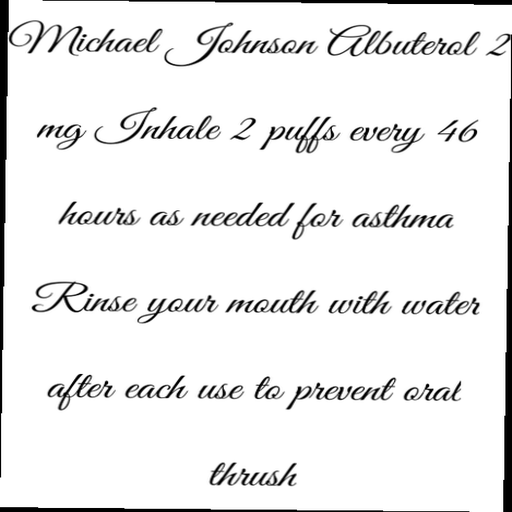 Michael Johnson Albuterol 2
mg Inhale 2 puffs every 46
hours as needed for asthma
Rinse your mouth with water
after each use to prevent oral
thrush